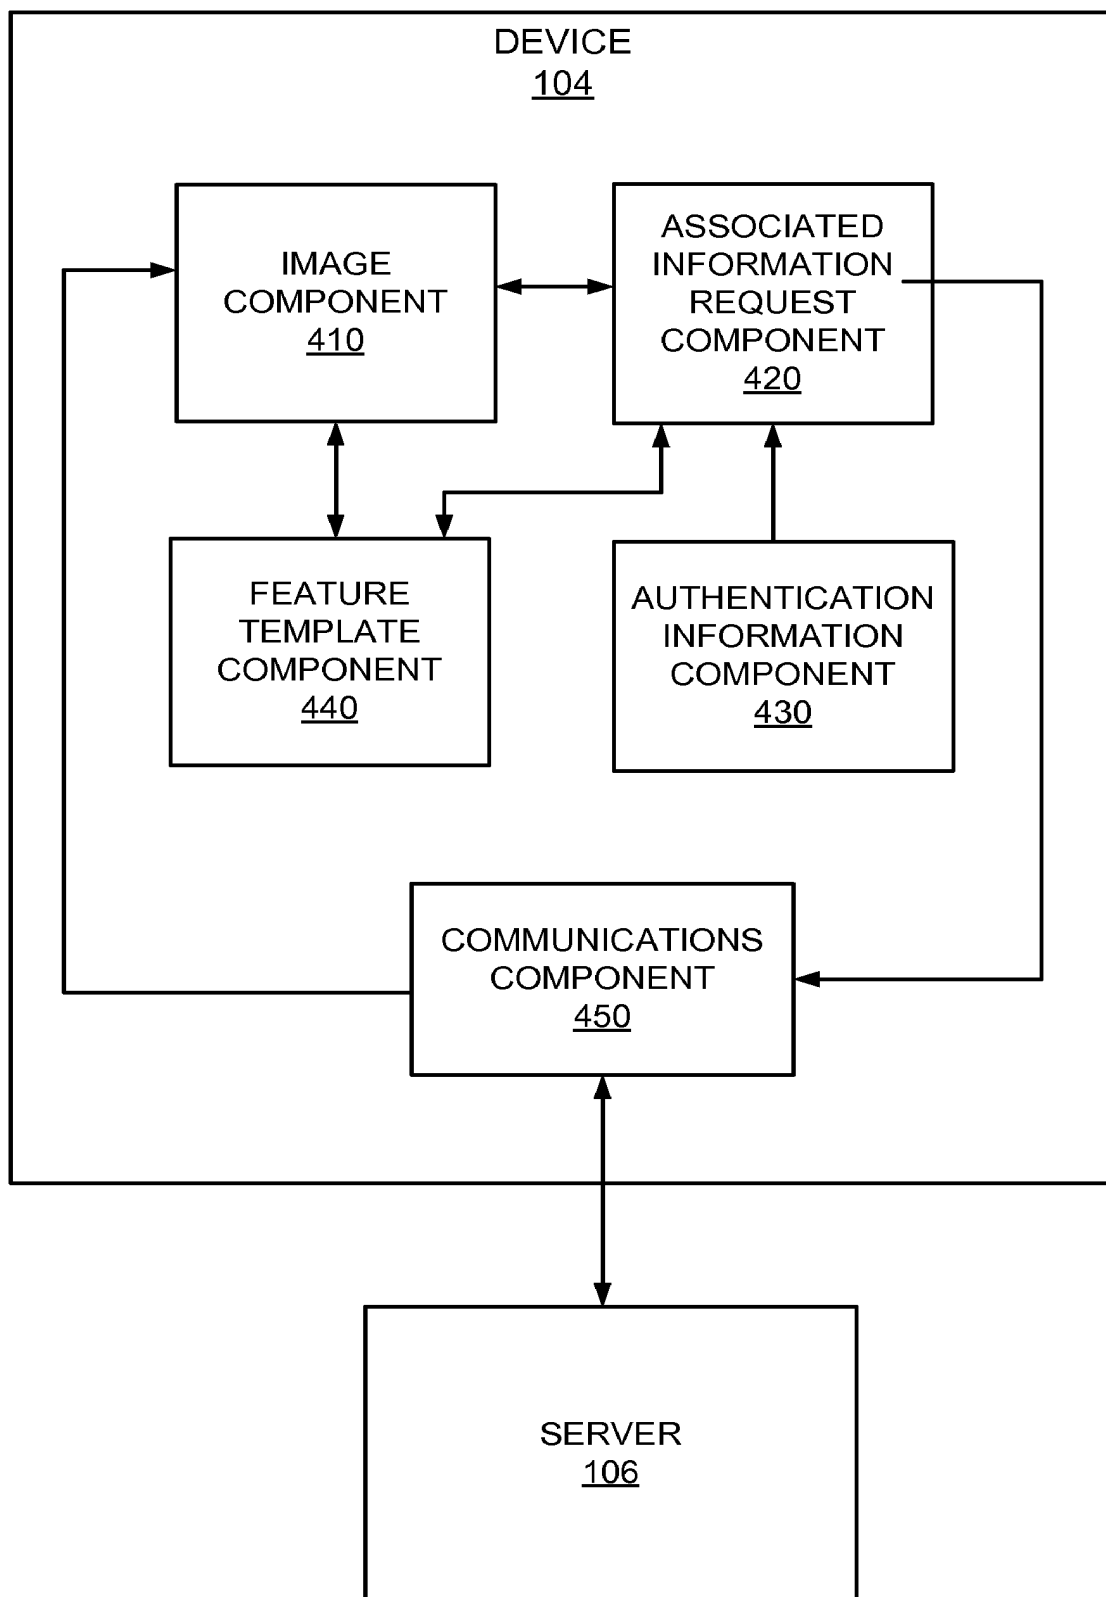 DEVICE
104
IMAGE
COMPONENT
410
ASSOCIATED
INFORMATION
REQUEST
COMPONENT
420
FEATURE
TEMPLATE
COMPONENT
440
AUTHENTICATION
INFORMATION
COMPONENT
430
COMMUNICATIONS
COMPONENT
450
SERVER
106